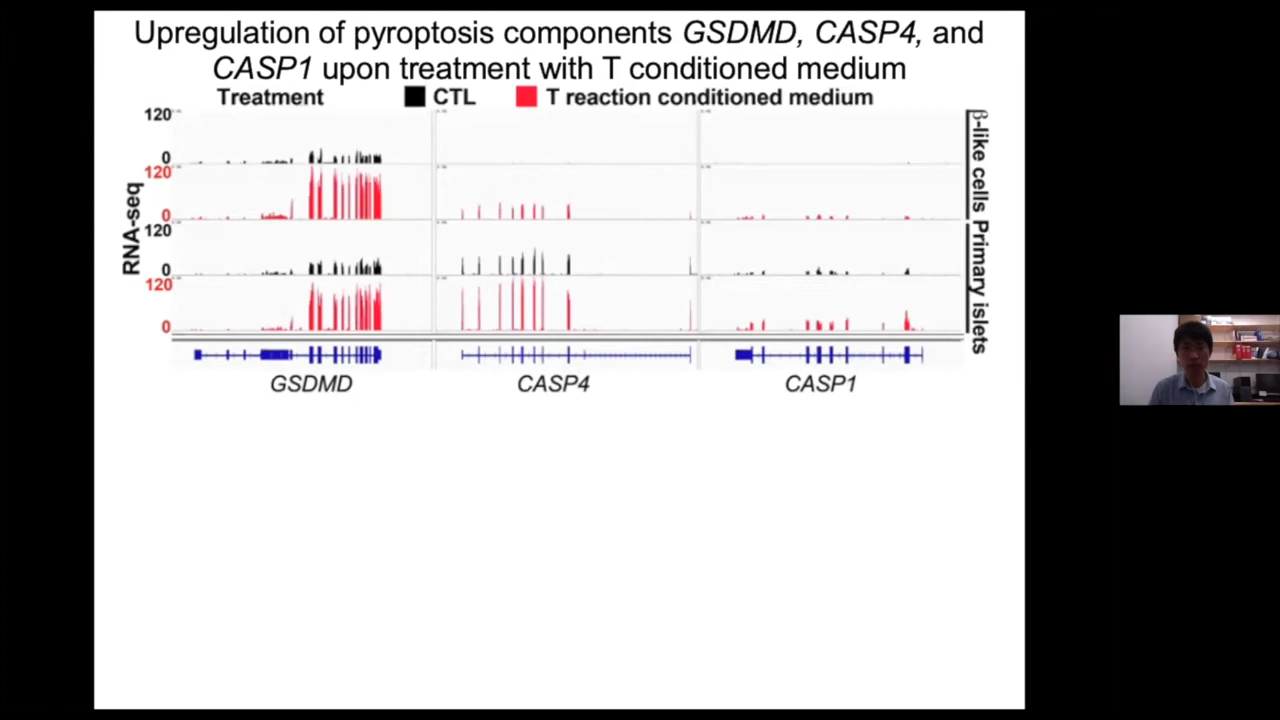 Upregulation of pyroptosis components GSDMD, CASP4, and
CASP1 upon treatment with T conditioned medium
Treatment CTL T reaction conditioned medium
RNA-seq
120
0
120
0
120
0
120
0
β-like cells
Primary islets
GSDMD CASP4 CASP1